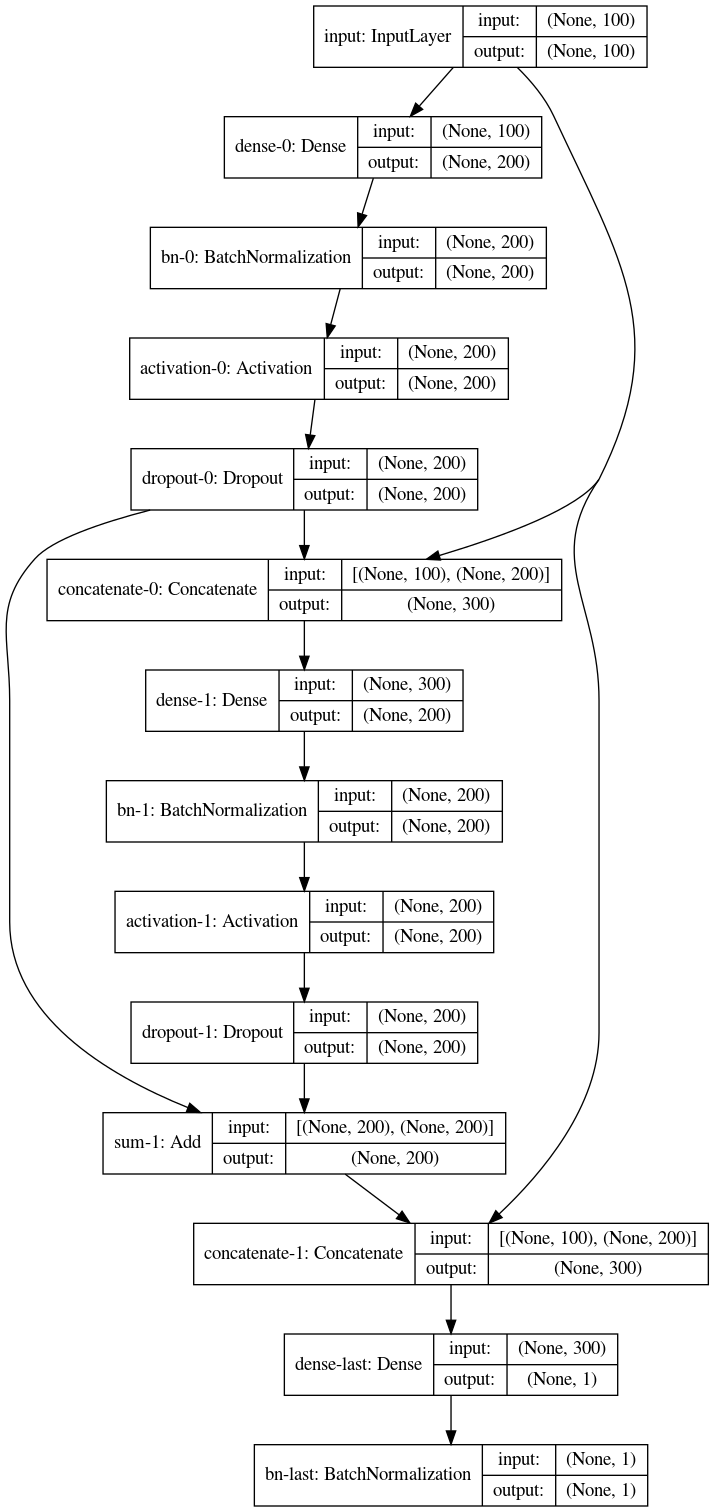 input: InputLayer
input: (None, 100)
output: (None, 100)
dense-0: Dense
input: (None, 100)
output: (None, 200)
bn-0: BatchNormalization
input: (None, 200)
output: (None, 200)
activation-0: Activation
input: (None, 200)
output: (None, 200)
dropout-0: Dropout
input: (None, 200)
output: (None, 200)
concatenate-0: Concatenate
input: [(None, 100), (None, 200)]
output: (None, 300)
dense-1: Dense
input: (None, 300)
output: (None, 200)
bn-1: BatchNormalization
input: (None, 200)
output: (None, 200)
activation-1: Activation
input: (None, 200)
output: (None, 200)
dropout-1: Dropout
input: (None, 200)
output: (None, 200)
sum-1: Add
input: [(None, 200), (None, 200)]
output: (None, 200)
concatenate-1: Concatenate
input: [(None, 100), (None, 200)]
output: (None, 300)
dense-last: Dense
input: (None, 300)
output: (None, 1)
bn-last: BatchNormalization
input: (None, 1)
output: (None, 1)